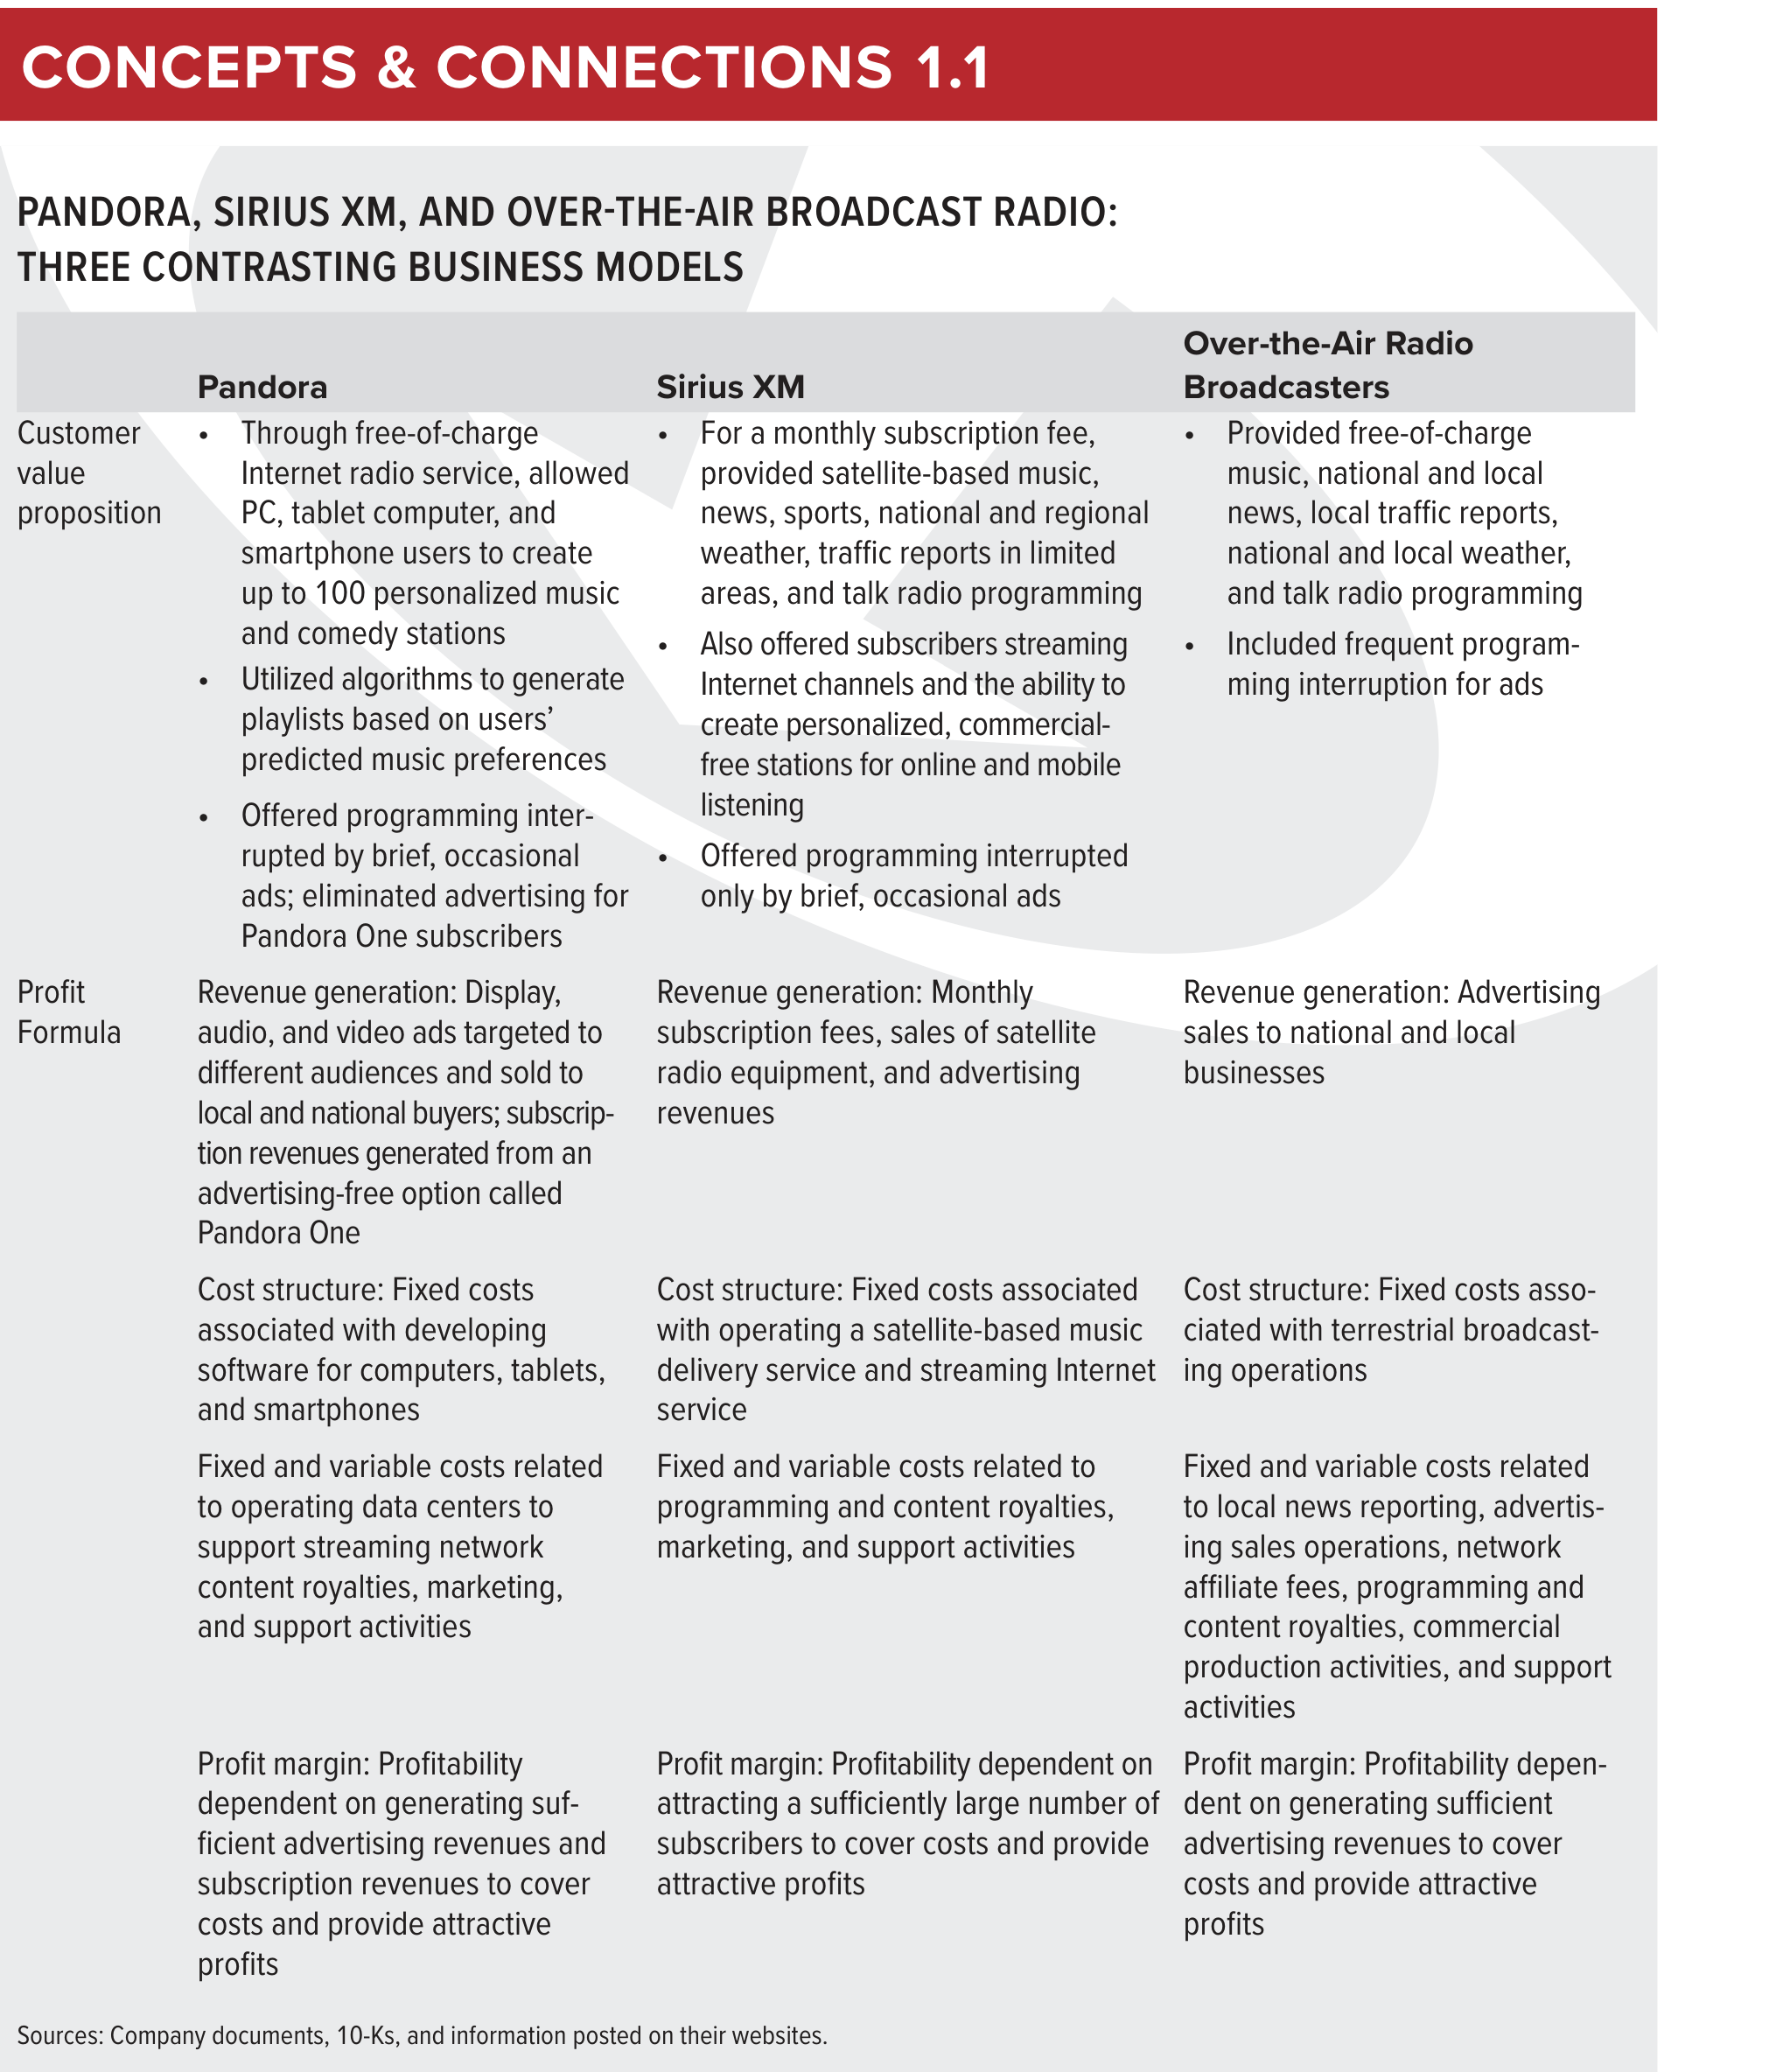 CONCEPTS & CONNECTIONS 1.1
PANDORA, SIRIUS XM, AND OVER-THE-AIR BROADCAST RADIO:
THREE CONTRASTING BUSINESS MODELS
Pandora
Sirius XM
Over-the-Air Radio
Broadcasters
Customer
value
proposition
• Through free-of-charge
Internet radio service, allowed
PC, tablet computer, and
smartphone users to create
up to 100 personalized music
and comedy stations
• Utilized algorithms to generate
playlists based on users’
predicted music preferences
• Offered programming inter-
rupted by brief, occasional
ads; eliminated advertising for
Pandora One subscribers
• For a monthly subscription fee,
provided satellite-based music,
news, sports, national and regional
weather, traffic reports in limited
areas, and talk radio programming
• Also offered subscribers streaming
Internet channels and the ability to
create personalized, commercial-
free stations for online and mobile
listening
• Offered programming interrupted
only by brief, occasional ads
• Provided free-of-charge
music, national and local
news, local traffic reports,
national and local weather,
and talk radio programming
• Included frequent program-
ming interruption for ads
Profit
Formula
Revenue generation: Display,
audio, and video ads targeted to
different audiences and sold to
local and national buyers; subscrip-
tion revenues generated from an
advertising-free option called
Pandora One
Revenue generation: Monthly
subscription fees, sales of satellite
radio equipment, and advertising
revenues
Revenue generation: Advertising
sales to national and local
businesses
Cost structure: Fixed costs
associated with developing
software for computers, tablets,
and smartphones
Cost structure: Fixed costs associated
with operating a satellite-based music
delivery service and streaming Internet
service
Cost structure: Fixed costs asso-
ciated with terrestrial broadcast-
ing operations
Fixed and variable costs related
to operating data centers to
support streaming network
content royalties, marketing,
and support activities
Fixed and variable costs related to
programming and content royalties,
marketing, and support activities
Fixed and variable costs related
to local news reporting, advertis-
ing sales operations, network
affiliate fees, programming and
content royalties, commercial
production activities, and support
activities
Profit margin: Profitability
dependent on generating suf-
ficient advertising revenues and
subscription revenues to cover
costs and provide attractive
profits
Profit margin: Profitability dependent on
attracting a sufficiently large number of
subscribers to cover costs and provide
attractive profits
Profit margin: Profitability depen-
dent on generating sufficient
advertising revenues to cover
costs and provide attractive
profits
Sources: Company documents, 10-Ks, and information posted on their websites.